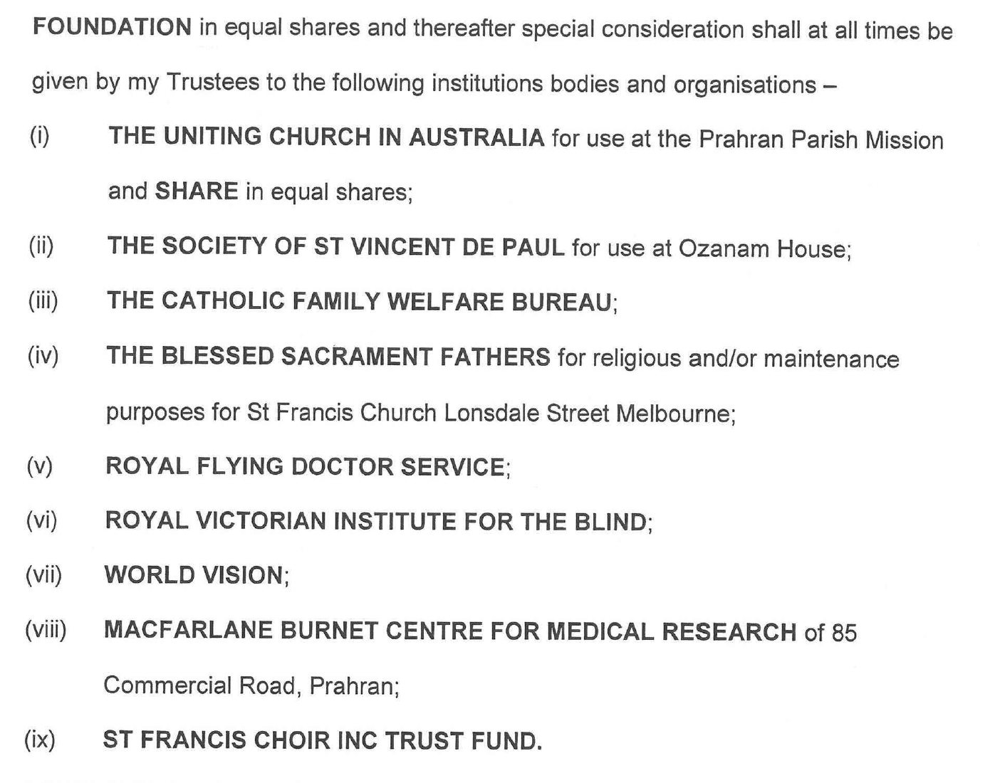 FOUNDATION in equal shares and thereafter special consideration shall at all times be
given by my Trustees to the following institutions bodies and organisations –
(i) THE UNITING CHURCH IN AUSTRALIA for use at the Prahran Parish Mission
and SHARE in equal shares;
(ii) THE SOCIETY OF ST VINCENT DE PAUL for use at Ozanam House;
(iii) THE CATHOLIC FAMILY WELFARE BUREAU;
(iv) THE BLESSED SACRAMENT FATHERS for religious and/or maintenance
purposes for St Francis Church Lonsdale Street Melbourne;
(v) ROYAL FLYING DOCTOR SERVICE;
(vi) ROYAL VICTORIAN INSTITUTE FOR THE BLIND;
(vii) WORLD VISION;
(viii) MACFARLANE BURNET CENTRE FOR MEDICAL RESEARCH of 85
Commercial Road, Prahran;
(ix) ST FRANCIS CHOIR INC TRUST FUND.